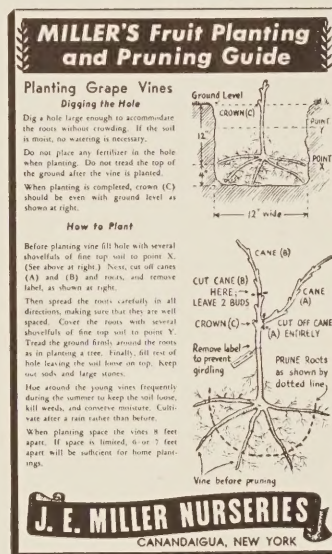 MILLER'S Fruit Planting
and Pruning Guide
Planting Grape Vines
Digging the Hole
Dig a hole large enough to accommodate
the roots without crowding. If the soil
is moist, no watering is necessary.
Do not place any fertilizer in the hole
when planting. Do not tread the top of
the ground after the vine is planted.
When planting is completed, crown (C)
should be even with ground level as
shown at right.
How to Plant
Before planting vine fill hole with several
shovelfuls of fine top soil to point X.
(See above at right.) Next, cut off canes
(A) and (B) and roots, and remove
label, as shown at right.
Then spread the roots carefully in all
directions, making sure that they are well
spaced. Cover the roots with several
shovelfuls of fine top soil to point Y.
Tread the ground firmly around the roots
as in planting a tree. Finally, fill rest of
hole leaving the soil loose on top. Keep
out sods and large stones.
Hoe around the young vines frequently
during the summer to keep the soil loose,
kill weeds, and conserve moisture. Culti-
vate after a rain rather than before.
When planting space the vines 8 feet
apart. If space is limited, 6 or 7 feet
apart will be sufficient for home plant-
ings.
Ground Level
CROWN (C)
POINT
Y
12"
POINT
X
4"
12" wide
CANE (B)
CUT CANE (B)
HERE;
LEAVE 2 BUDS
CANE
(A)
CROWN (C)
CUT OFF CANE
(A) ENTIRELY
Remove label
to prevent
girdling
PRUNE Roots
as shown by
dotted line,
Vine before pruning
J. E. MILLER NURSERIES
CANANDAIGUA, NEW YORK